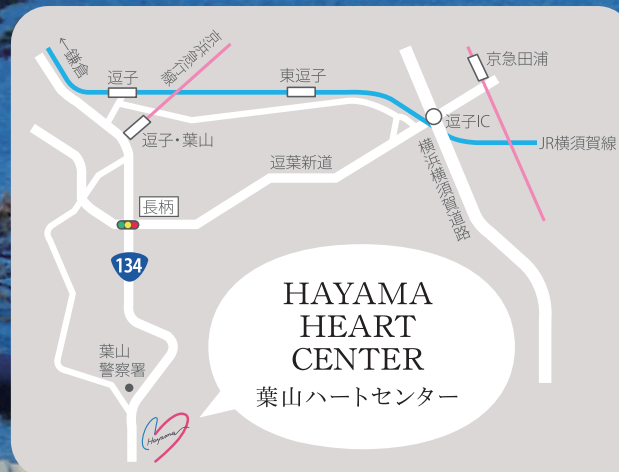 ←鎌倉
逗子
京浜急行線
東逗子
京急田浦
逗子・葉山
逗子IC
JR横須賀線
逗葉新道
横浜横須賀道路
長柄
134
HAYAMA
HEART
CENTER
葉山ハートセンター
葉山
警察署
Hayama